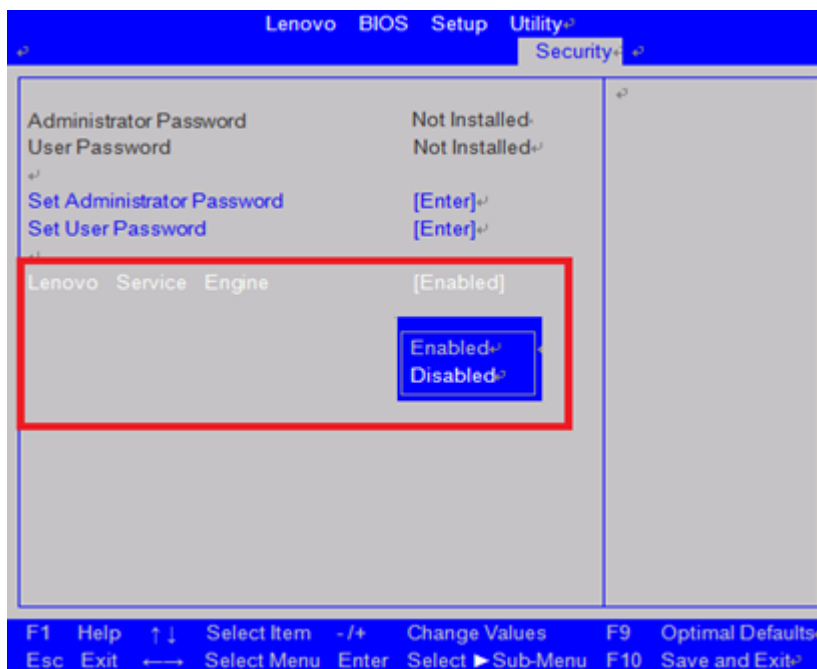 Lenovo BIOS Setup Utility↵
↵ Security↵ ↵
↵
Administrator Password Not Installed
User Password Not Installed↵
↵
Set Administrator Password [Enter]↵
Set User Password [Enter]↵
↵
Lenovo Service Engine [Enabled]
Enabled↵
Disabled↵
F1 Help ↑↓ Select Item -/+ Change Values F9 Optimal Defaults
Esc Exit ←→ Select Menu Enter Select ►Sub-Menu F10 Save and Exit↵